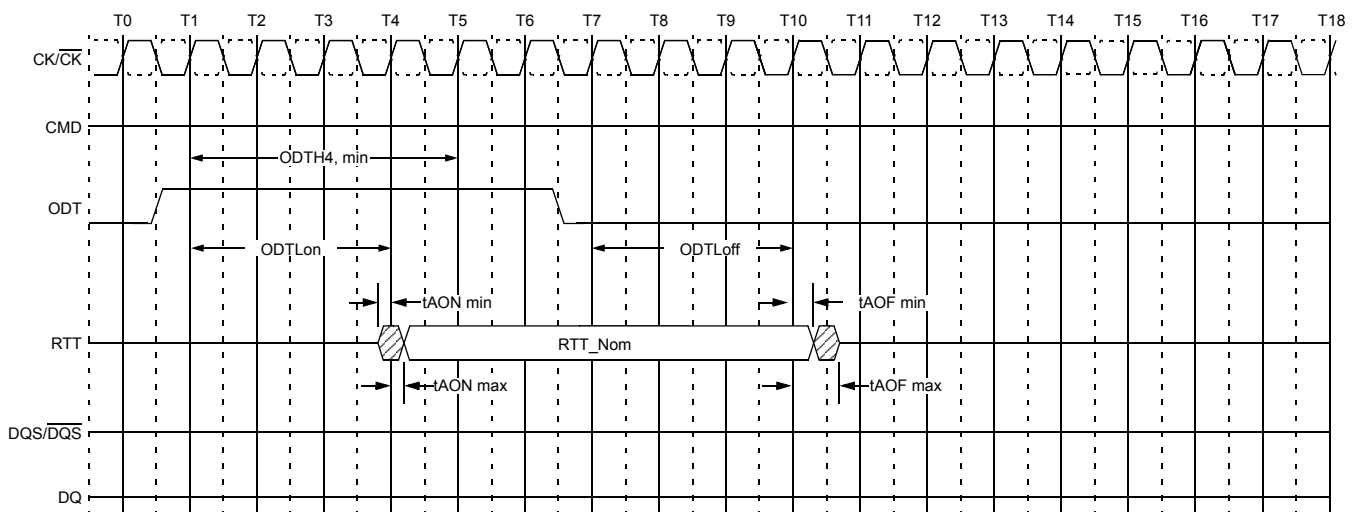 T0 T1 T2 T3 T4 T5 T6 T7 T8 T9 T10 T11 T12 T13 T14 T15 T16 T17 T18
CK/C̅K̅
CMD
ODTH4, min
ODT
ODTLon ODTLoff
tAON min tAOF min
RTT RTT_Nom
tAON max tAOF max
DQS/D̅Q̅S̅
DQ